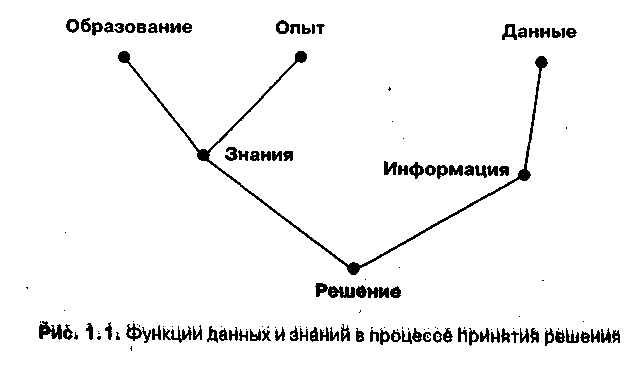 Образование
Опыт
Данные
Знания
Информация
Решение
Рис. 1.1. Функции данных и знаний в процессе принятия решения